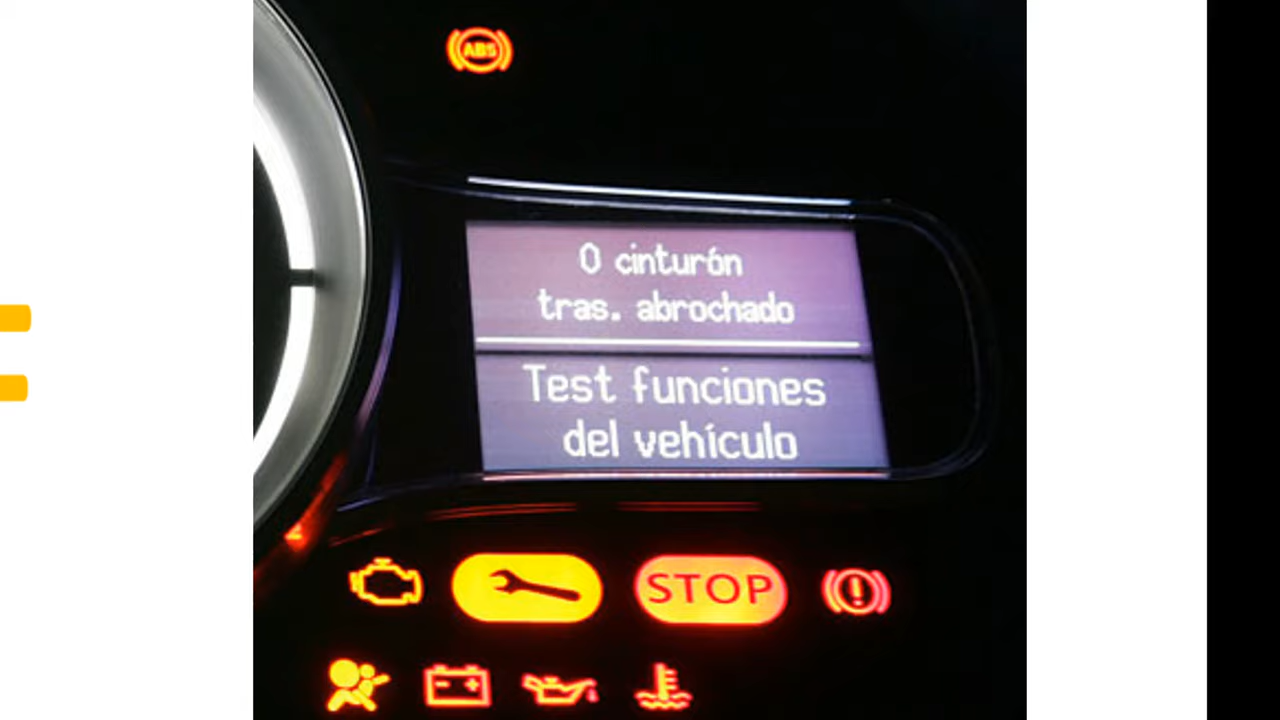 ABS
0 cinturón
tras. abrochado
Test funciones
del vehículo
STOP